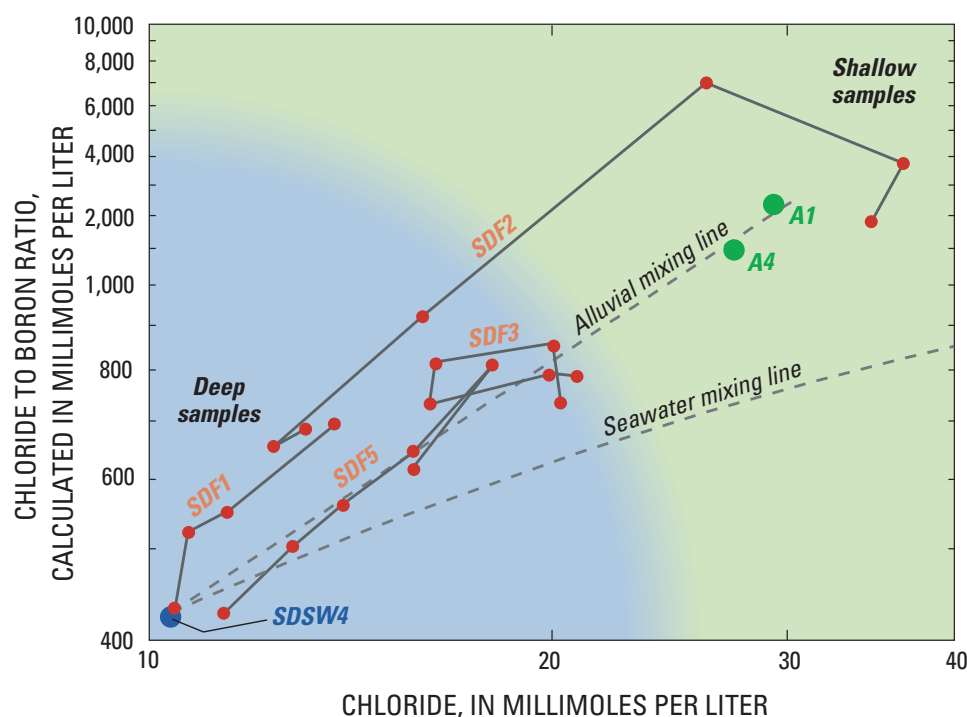 CHLORIDE TO BORON RATIO,
CALCULATED IN MILLIMOLES PER LITER
10,000
8,000
6,000
4,000
2,000
1,000
800
600
400
Shallow
samples
SDF2
A1
A4
Alluvial mixing line
SDF3
Seawater mixing line
Deep
samples
SDF5
SDF1
SDSW4
10
20
30
40
CHLORIDE, IN MILLIMOLES PER LITER